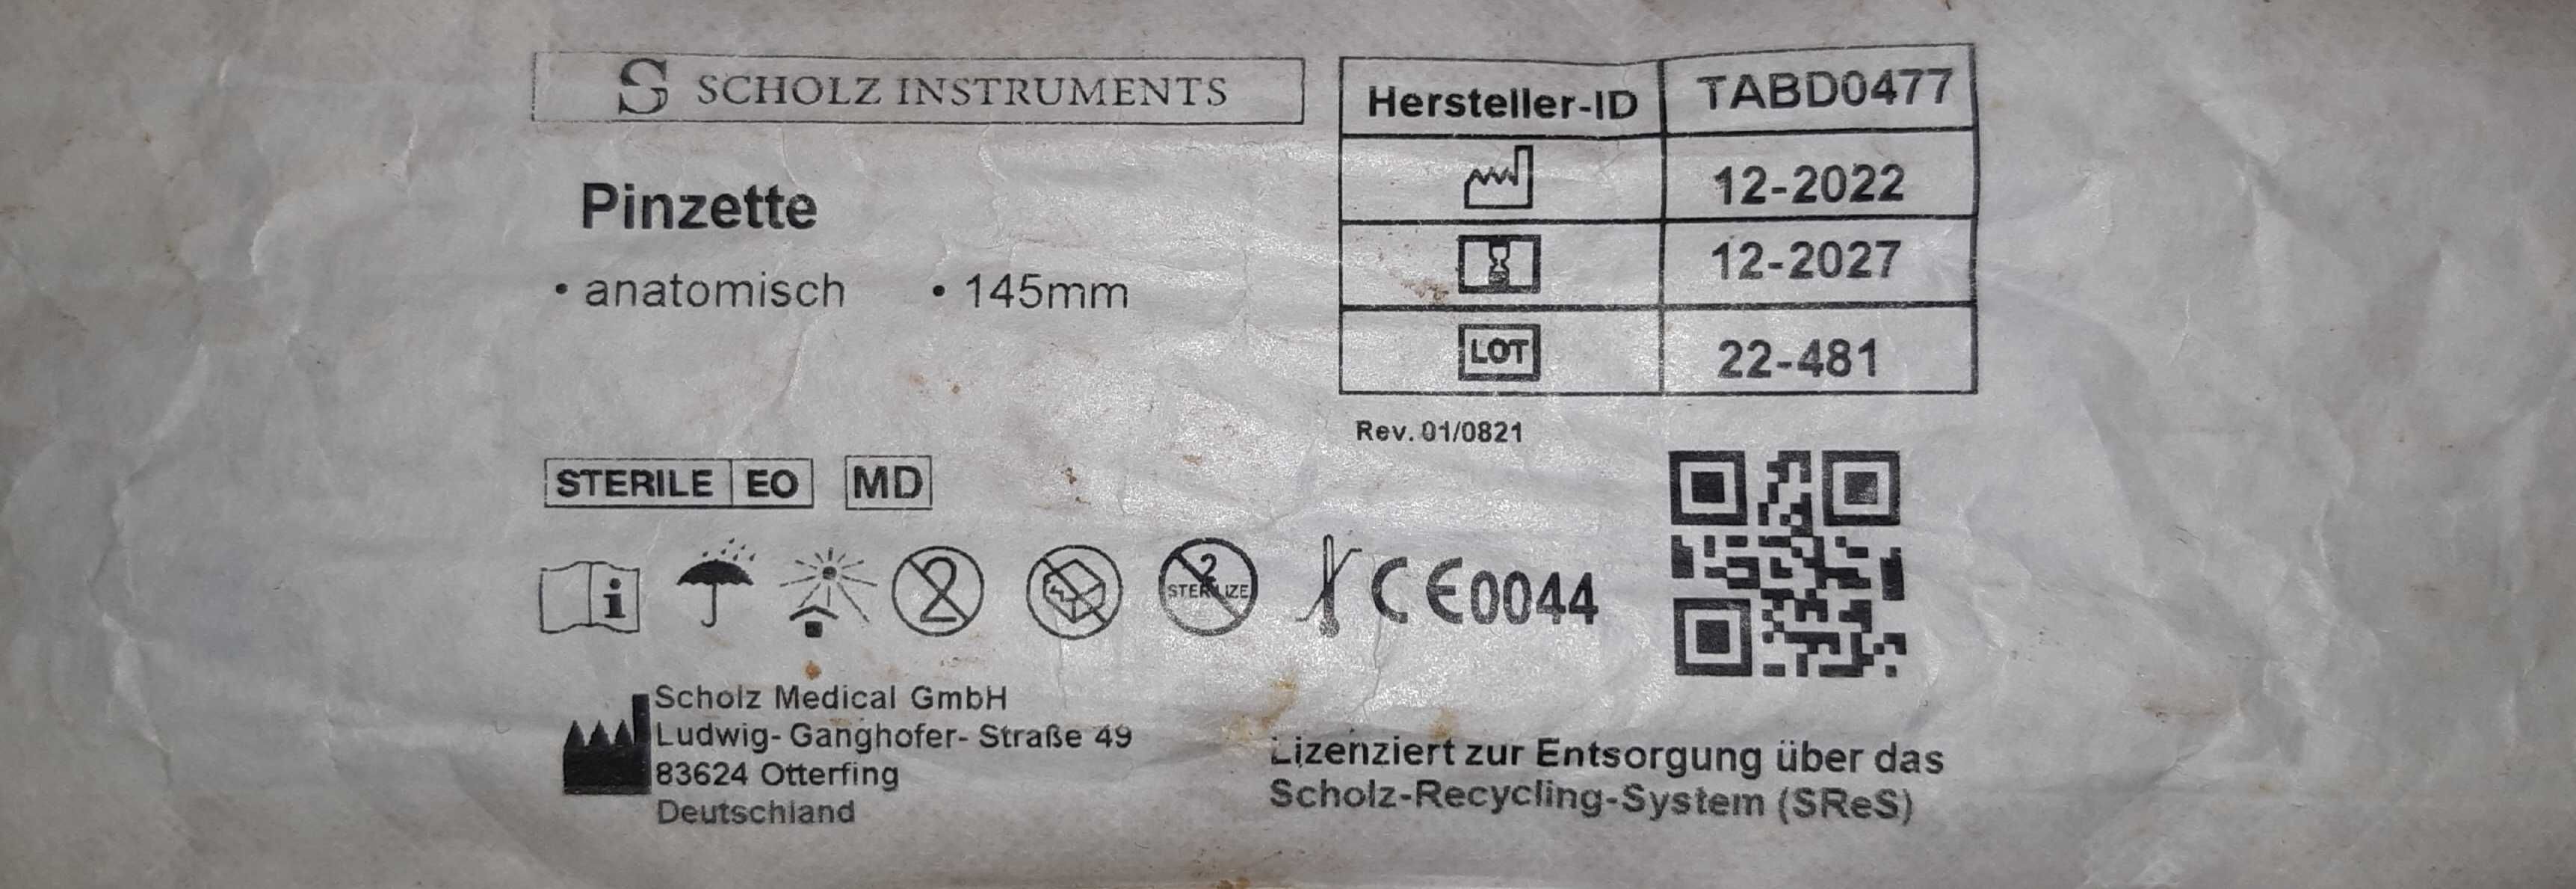 SCHOLZ INSTRUMENTS
Hersteller-ID TABD0477
12-2022
12-2027
LOT 22-481
Rev. 01/0821
Pinzette
• anatomisch • 145mm
STERILE EO MD
2 2 STERILIZE CE0044
Scholz Medical GmbH
Ludwig- Ganghofer- Straße 49
83624 Otterfing
Deutschland
Lizenziert zur Entsorgung über das
Scholz-Recycling-System (SReS)